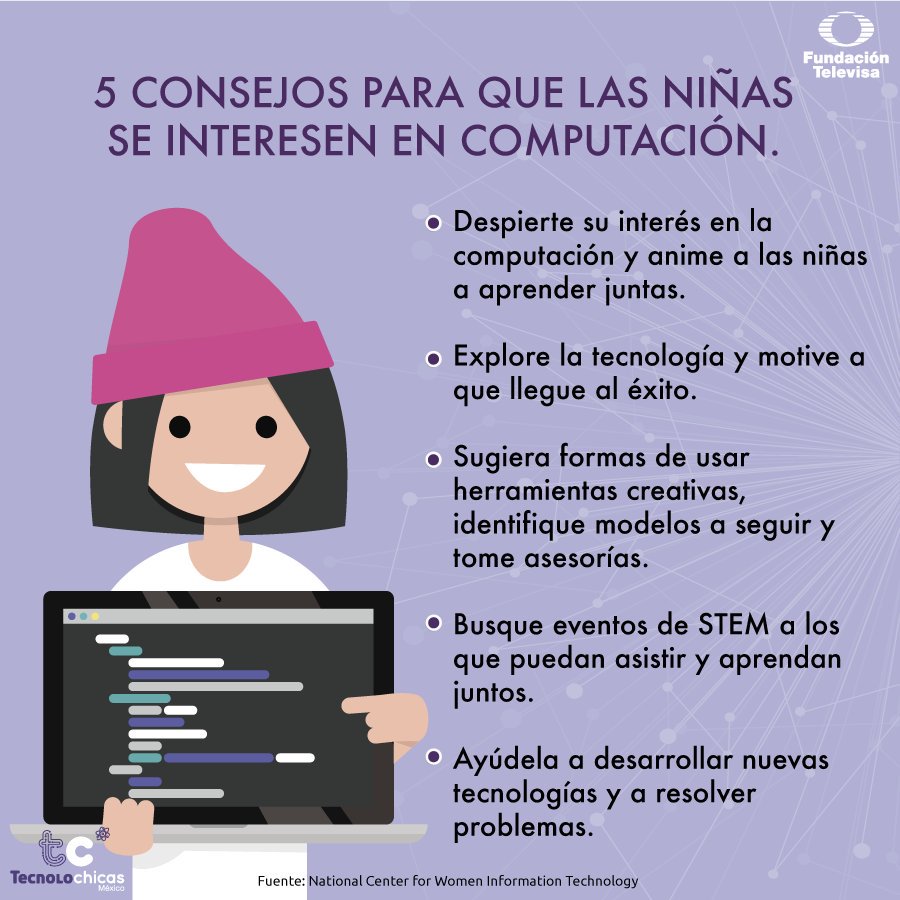 Fundación
Televisa
5 CONSEJOS PARA QUE LAS NIÑAS
SE INTERESEN EN COMPUTACIÓN.
Despierte su interés en la
computación y anime a las niñas
a aprender juntas.
Explore la tecnología y motive a
que llegue al éxito.
Sugiera formas de usar
herramientas creativas,
identifique modelos a seguir y
tome asesorías.
Busque eventos de STEM a los
que puedan asistir y aprendan
juntos.
Ayúdela a desarrollar nuevas
tecnologías y a resolver
problemas.
tc
TECNOLOchicas
México
Fuente: National Center for Women Information Technology